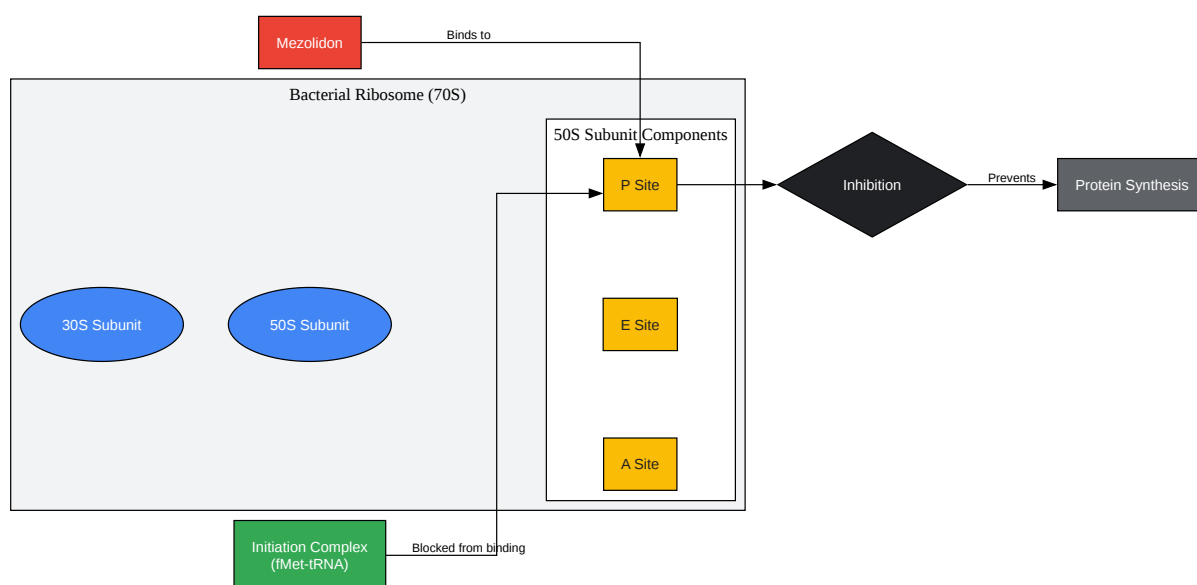 Mezolidon
Binds to
Bacterial Ribosome (70S)
50S Subunit Components
P Site
Inhibition
Prevents
Protein Synthesis
30S Subunit
50S Subunit
E Site
A Site
Initiation Complex
(fMet-tRNA)
Blocked from binding